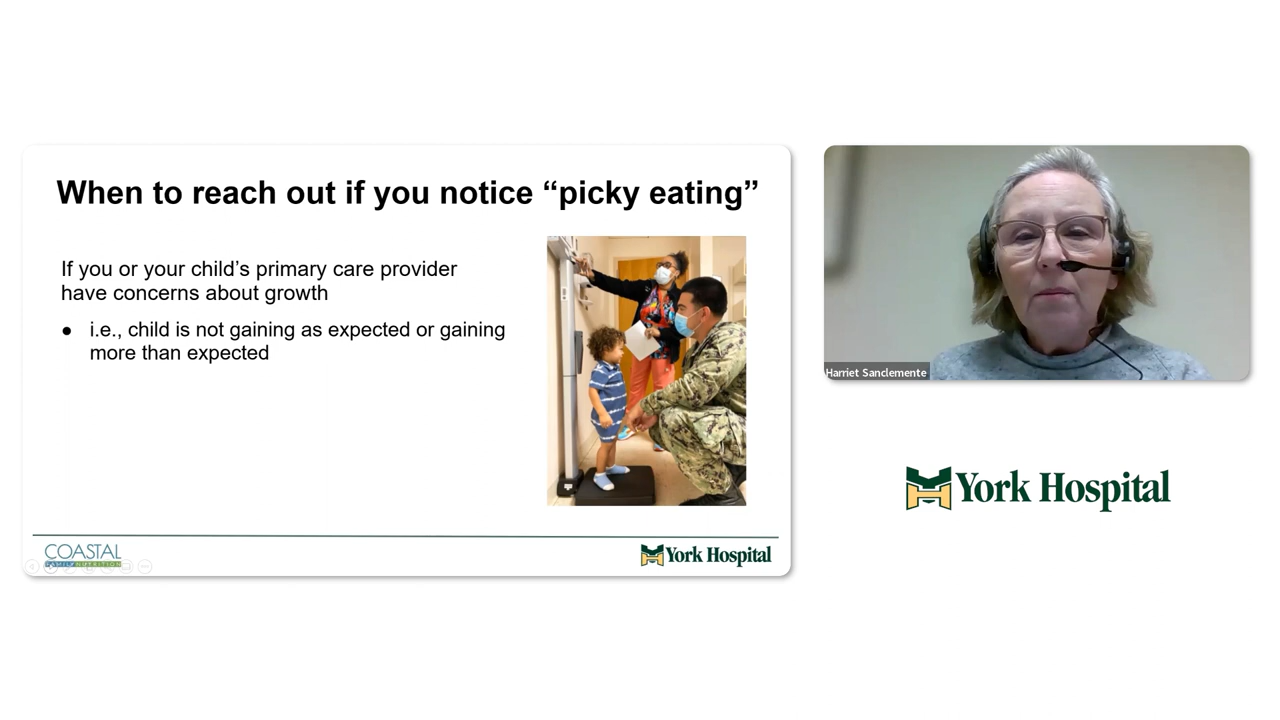 When to reach out if you notice “picky eating”
If you or your child’s primary care provider
have concerns about growth
● i.e., child is not gaining as expected or gaining
more than expected
COASTAL
FAMILY NUTRITION
York Hospital
Harriet Sanclemente
York Hospital